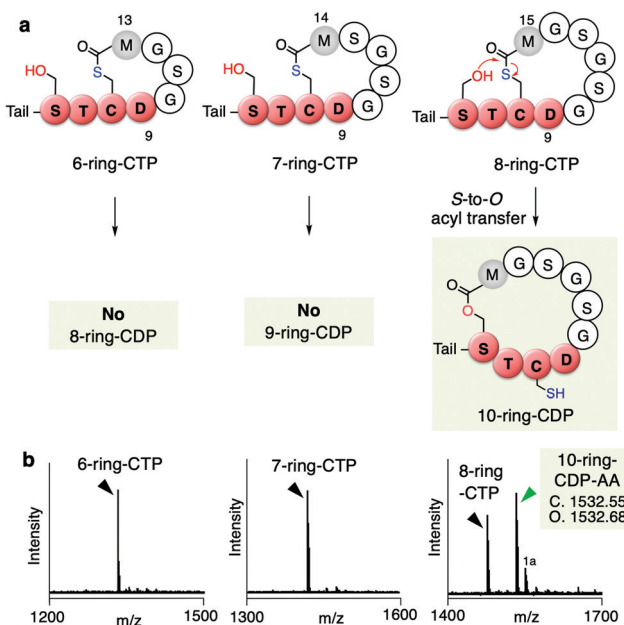 a
13
O
M
G
S
G
HO
S
Tail
S
T
C
D
9
6-ring-CTP
No
8-ring-CDP
14
O
M
S
G
S
G
HO
S
Tail
S
T
C
D
9
7-ring-CTP
No
9-ring-CDP
15
O
M
G
S
G
S
G
OH
S
Tail
S
T
C
D
9
8-ring-CTP
S-to-O
acyl transfer
O
M
G
S
G
S
G
O
Tail
S
T
C
D
SH
10-ring-CDP
b
Intensity
6-ring-CTP
1200
m/z
1500
Intensity
7-ring-CTP
1300
m/z
1600
Intensity
8-ring
-CTP
10-ring-
CDP-AA
C. 1532.55
O. 1532.68
1a
1400
m/z
1700